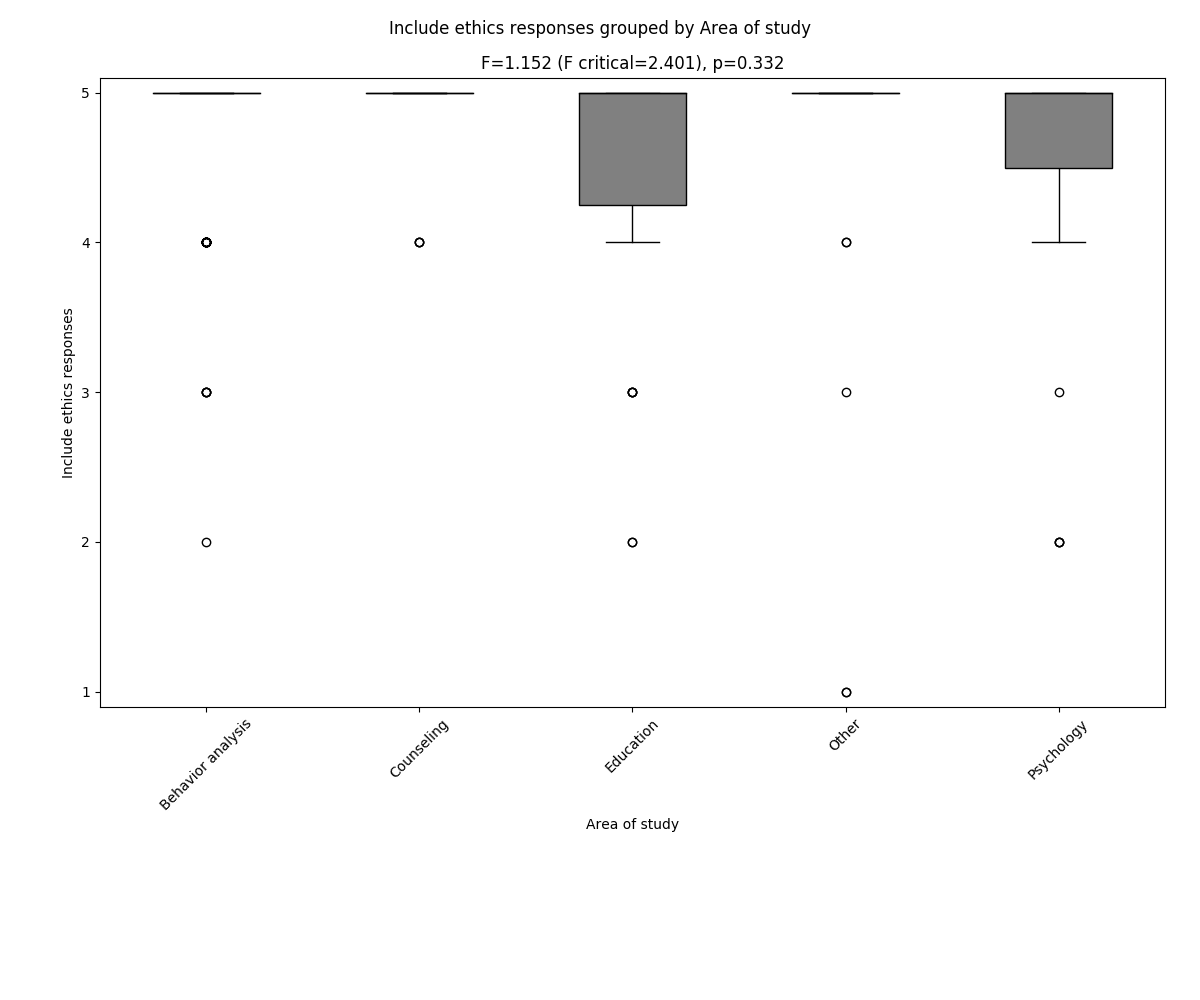 Include ethics responses grouped by Area of study
F=1.152 (F critical=2.401), p=0.332
5
4
3
2
1
Include ethics responses
Behavior analysis
Counseling
Education
Other
Psychology
Area of study